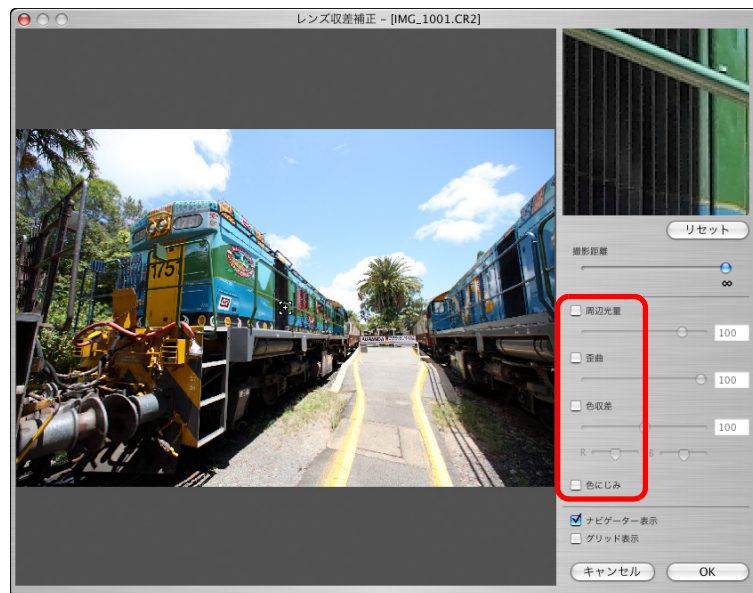 レンズ収差補正 – [IMG_1001.CR2]
リセット
撮影距離
∞
周辺光量
100
歪曲
100
色収差
100
R
B
色にじみ
ナビゲーター表示
グリッド表示
キャンセル
OK
175
KURANDA